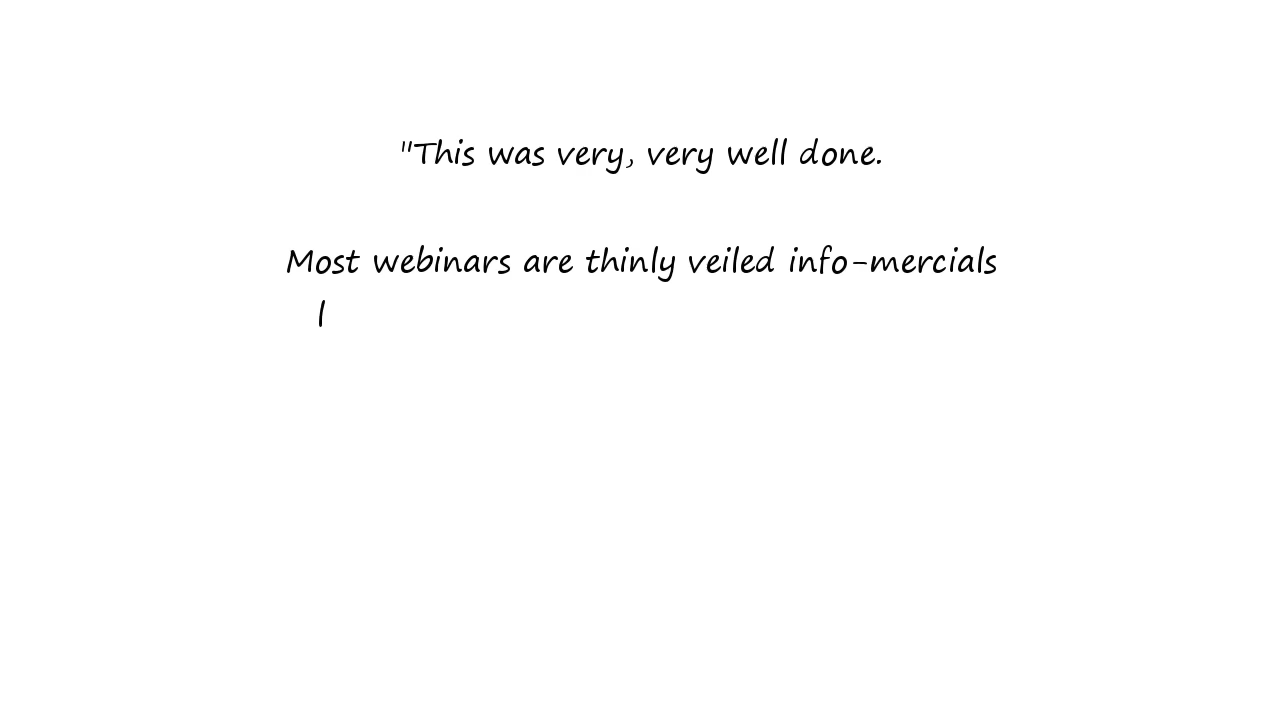 "This was very, very well done.
Most webinars are thinly veiled info-mercials